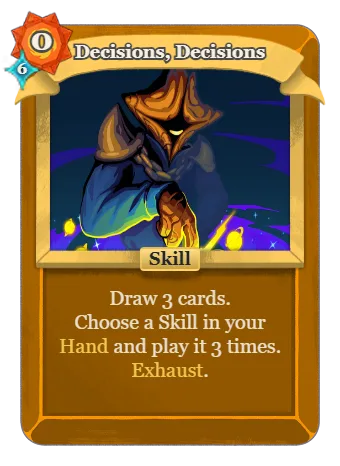 0
Decisions, Decisions
6
Skill
Draw 3 cards.
Choose a Skill in your
Hand and play it 3 times.
Exhaust.